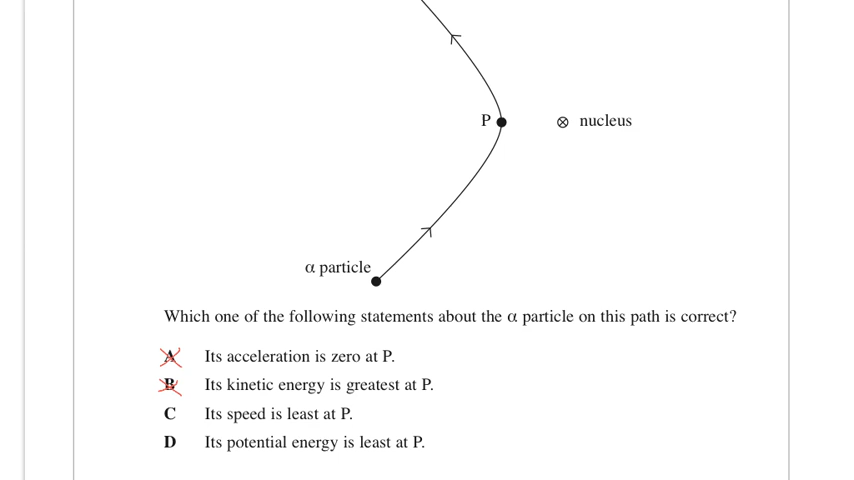 P
nucleus
α particle
Which one of the following statements about the α particle on this path is correct?
A Its acceleration is zero at P.
B Its kinetic energy is greatest at P.
C Its speed is least at P.
D Its potential energy is least at P.